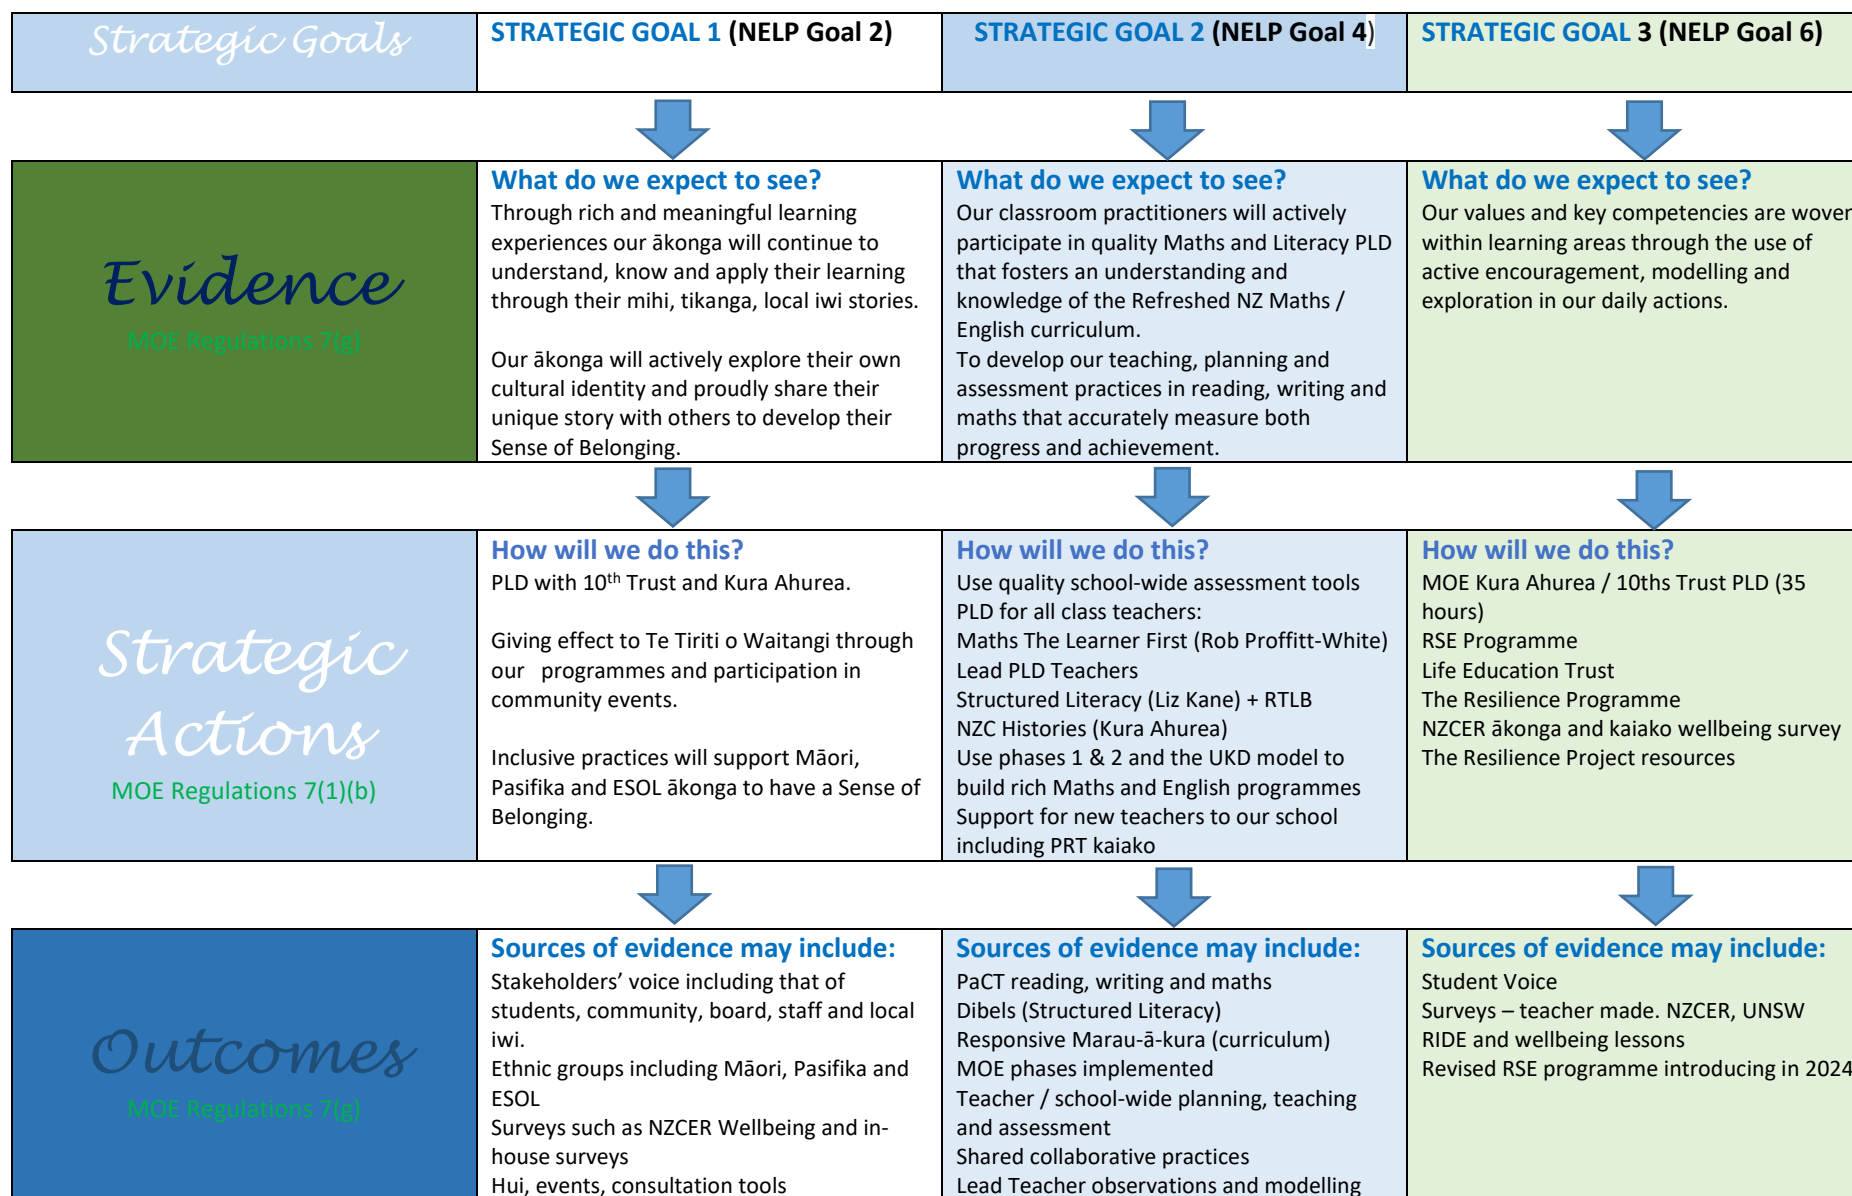 Strategic Goals
STRATEGIC GOAL 1 (NELP Goal 2)
STRATEGIC GOAL 2 (NELP Goal 4)
STRATEGIC GOAL 3 (NELP Goal 6)
Evidence
MOE Regulations 7(g)
What do we expect to see?
Through rich and meaningful learning
experiences our ākonga will continue to
understand, know and apply their learning
through their mihi, tikanga, local iwi stories.
Our ākonga will actively explore their own
cultural identity and proudly share their
unique story with others to develop their
Sense of Belonging.
What do we expect to see?
Our classroom practitioners will actively
participate in quality Maths and Literacy PLD
that fosters an understanding and
knowledge of the Refreshed NZ Maths /
English curriculum.
To develop our teaching, planning and
assessment practices in reading, writing and
maths that accurately measure both
progress and achievement.
What do we expect to see?
Our values and key competencies are woven
within learning areas through the use of
active encouragement, modelling and
exploration in our daily actions.
Strategic
Actions
MOE Regulations 7(1)(b)
How will we do this?
PLD with 10th Trust and Kura Ahurea.
Giving effect to Te Tiriti o Waitangi through
our programmes and participation in
community events.
Inclusive practices will support Māori,
Pasifika and ESOL ākonga to have a Sense of
Belonging.
How will we do this?
Use quality school-wide assessment tools
PLD for all class teachers:
Maths The Learner First (Rob Proffitt-White)
Lead PLD Teachers
Structured Literacy (Liz Kane) + RTLB
NZC Histories (Kura Ahurea)
Use phases 1 & 2 and the UKD model to
build rich Maths and English programmes
Support for new teachers to our school
including PRT kaiako
How will we do this?
MOE Kura Ahurea / 10ths Trust PLD (35
hours)
RSE Programme
Life Education Trust
The Resilience Programme
NZCER ākonga and kaiako wellbeing survey
The Resilience Project resources
Outcomes
MOE Regulations 7(g)
Sources of evidence may include:
Stakeholders’ voice including that of
students, community, board, staff and local
iwi.
Ethnic groups including Māori, Pasifika and
ESOL
Surveys such as NZCER Wellbeing and in-
house surveys
Hui, events, consultation tools
Sources of evidence may include:
PaCT reading, writing and maths
Dibels (Structured Literacy)
Responsive Marau-ā-kura (curriculum)
MOE phases implemented
Teacher / school-wide planning, teaching
and assessment
Shared collaborative practices
Lead Teacher observations and modelling
Sources of evidence may include:
Student Voice
Surveys – teacher made. NZCER, UNSW
RIDE and wellbeing lessons
Revised RSE programme introducing in 2024